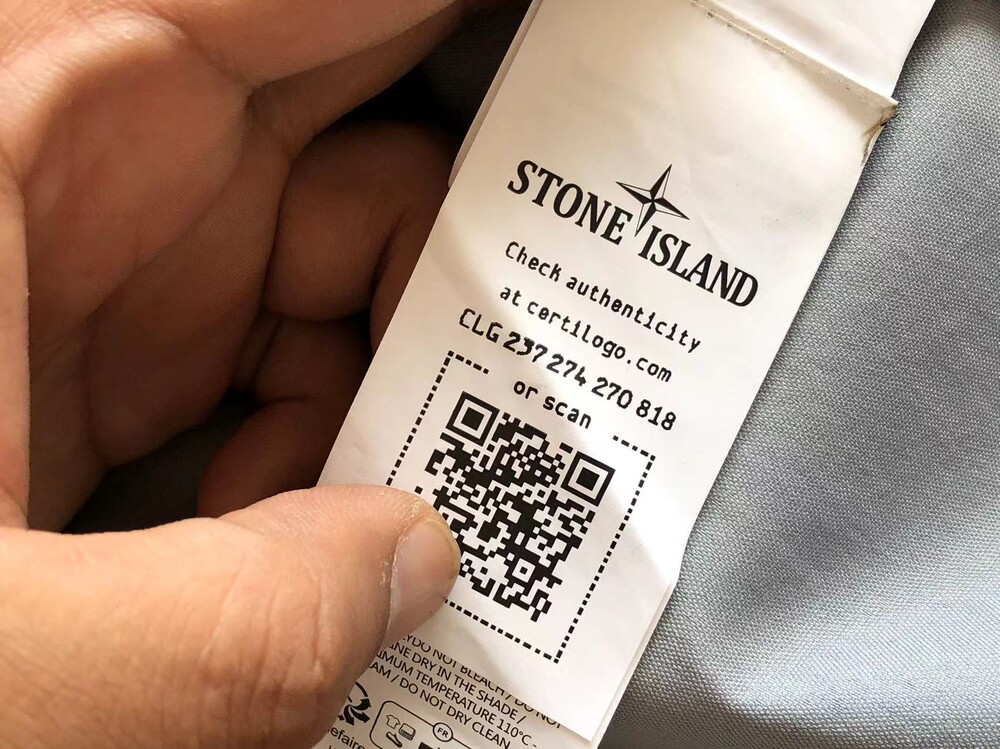 STONE ISLAND
Check authenticity
at certilogo.com
CLG 237 274 270 818
or scan
DO NOT BLEACH / DO NOT
DRY IN THE SHADE /
TEMPERATURE 110°C -
/ DO NOT DRY CLEAN
FR